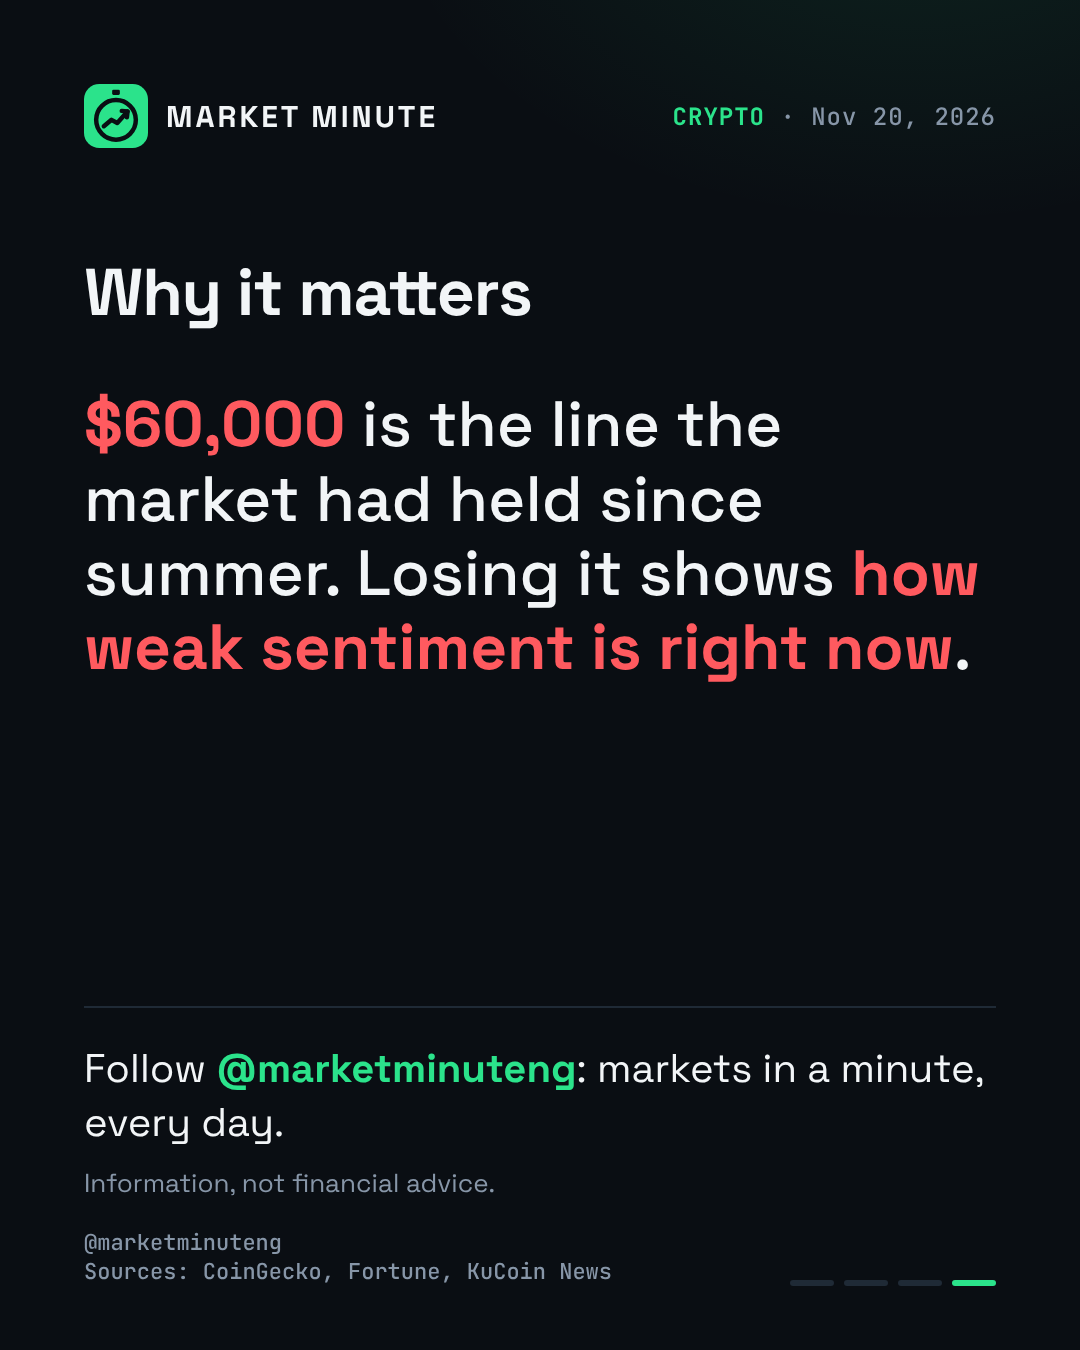 MARKET MINUTE
CRYPTO · Nov 20, 2026
Why it matters
$60,000 is the line the
market had held since
summer. Losing it shows how
weak sentiment is right now.
Follow @marketminuteng: markets in a minute,
every day.
Information, not financial advice.
@marketminuteng
Sources: CoinGecko, Fortune, KuCoin News